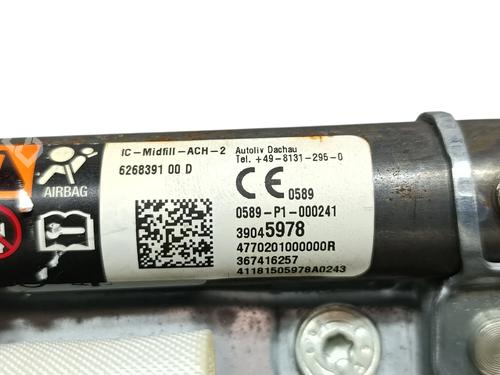 IC-Midfill-ACH-2
Autoliv Dachau
Tel. +49-8131-295-0
6268391 00 D
CE 0589
AIRBAG
0589-P1-000241
39045978
4770201000000R
367416257
41181505978A0243